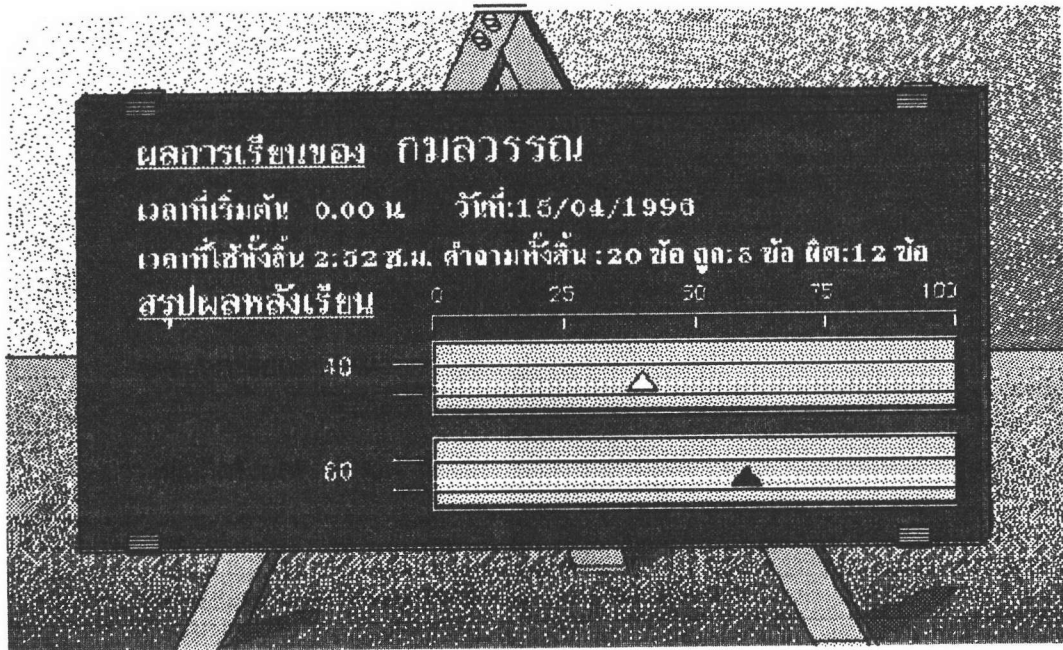 ผลการเรียนของ กมลวรรณ
เวลาที่เริ่มต้น 0.00 น. วันที่:15/04/1996
เวลาที่ใช้ทั้งสิ้น 2:52 ช.ม. คำถามทั้งสิ้น :20 ข้อ ถูก:8 ข้อ ผิด:12 ข้อ
สรุปผลหลังเรียน
0 25 50 75 100
40
60